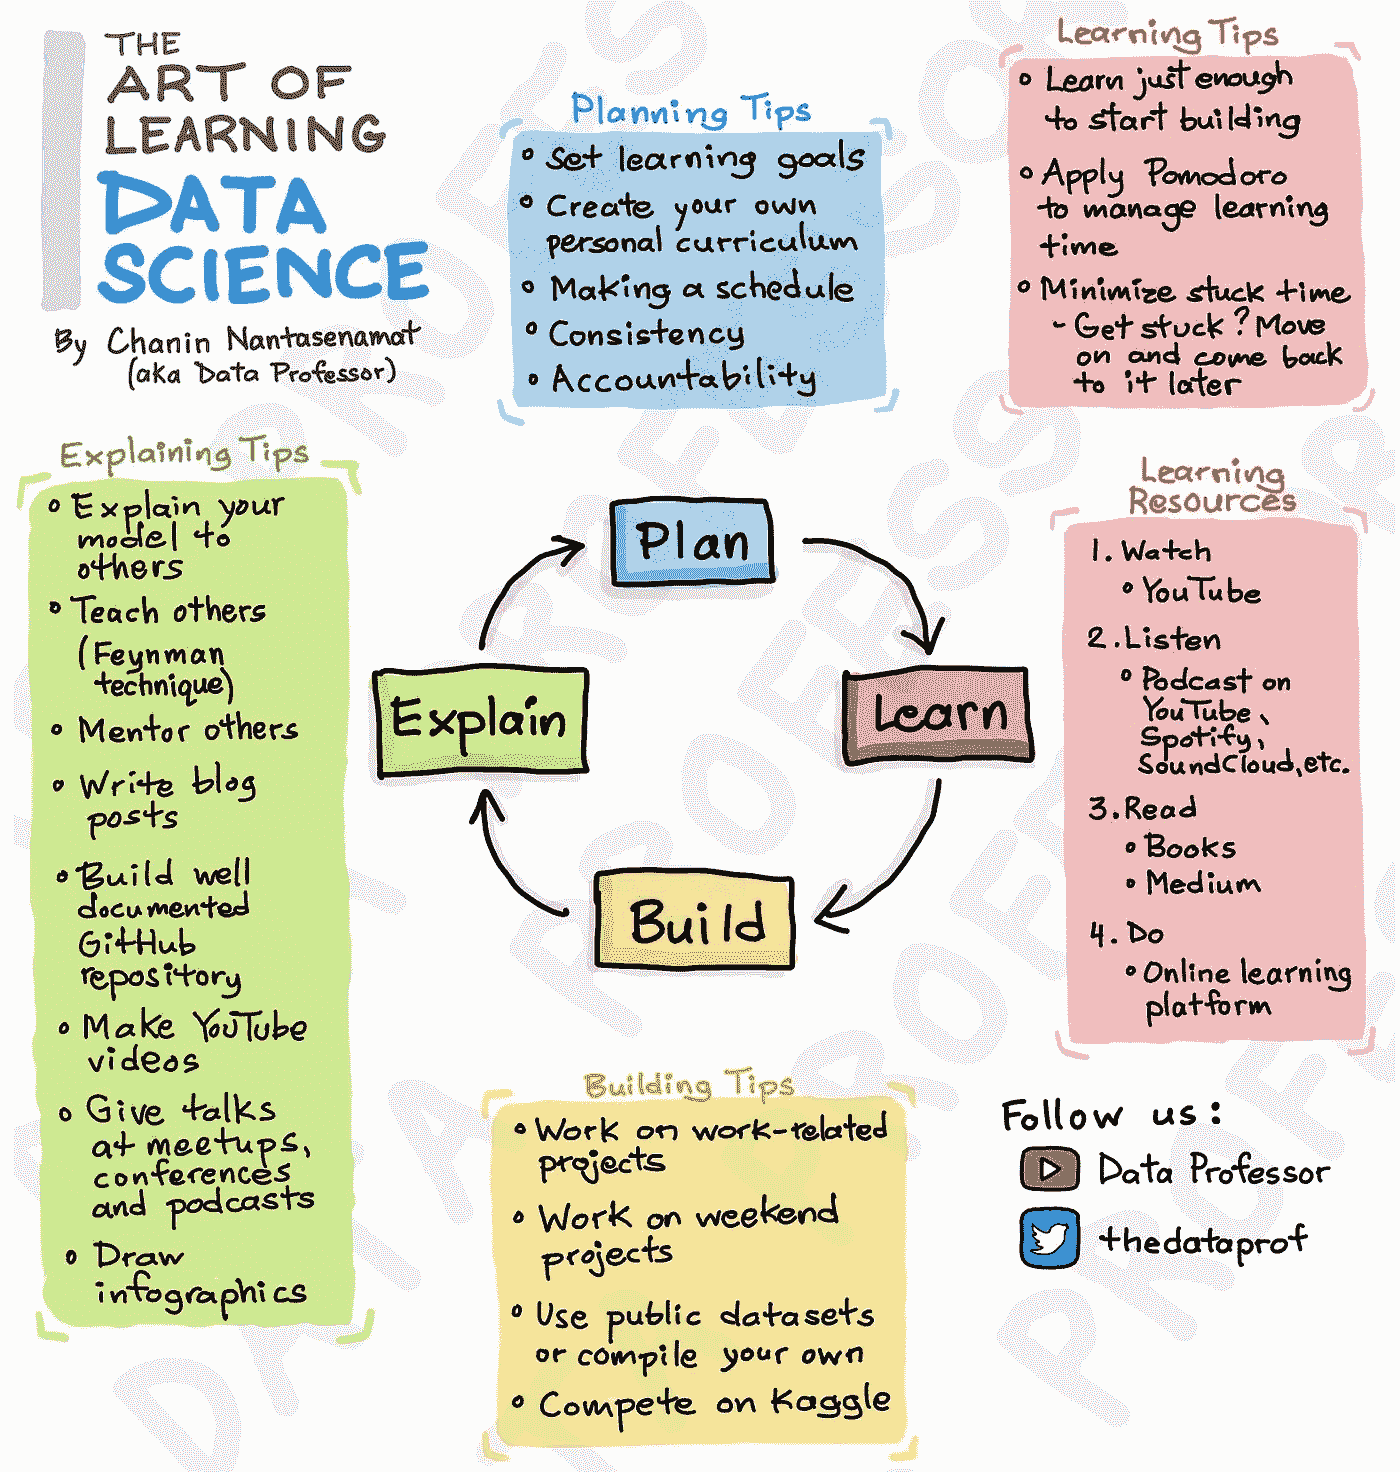 THE
ART OF
LEARNING
DATA
SCIENCE
By Chanin Nantasenamat
(aka Data Professor)
Planning Tips
• Set learning goals
• Create your own
personal curriculum
• Making a schedule
• Consistency
• Accountability
Learning Tips
• Learn just enough
to start building
• Apply Pomodoro
to manage learning
time
• Minimize stuck time
- Get stuck? Move
on and come back
to it later
Explaining Tips
• Explain your
model to
others
• Teach others
(Feynman
technique)
• Mentor others
• Write blog
posts
• Build well
documented
GitHub
repository
• Make YouTube
videos
• Give talks
at meetups,
conferences
and podcasts
• Draw
infographics
Plan
Learn
Build
Explain
Learning
Resources
1. Watch
• YouTube
2. Listen
• Podcast on
YouTube,
Spotify,
SoundCloud, etc.
3. Read
• Books
• Medium
4. Do
• Online learning
platform
Building Tips
• Work on work-related
projects
• Work on weekend
projects
• Use public datasets
or compile your own
• Compete on Kaggle
Follow us:
Data Professor
thedataprof
DATA PROFESSOR